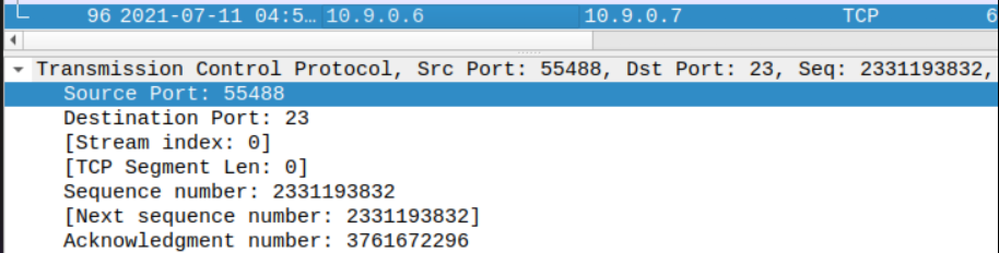 96 2021-07-11 04:5… 10.9.0.6 10.9.0.7 TCP 6
Transmission Control Protocol, Src Port: 55488, Dst Port: 23, Seq: 2331193832,
Source Port: 55488
Destination Port: 23
[Stream index: 0]
[TCP Segment Len: 0]
Sequence number: 2331193832
[Next sequence number: 2331193832]
Acknowledgment number: 3761672296